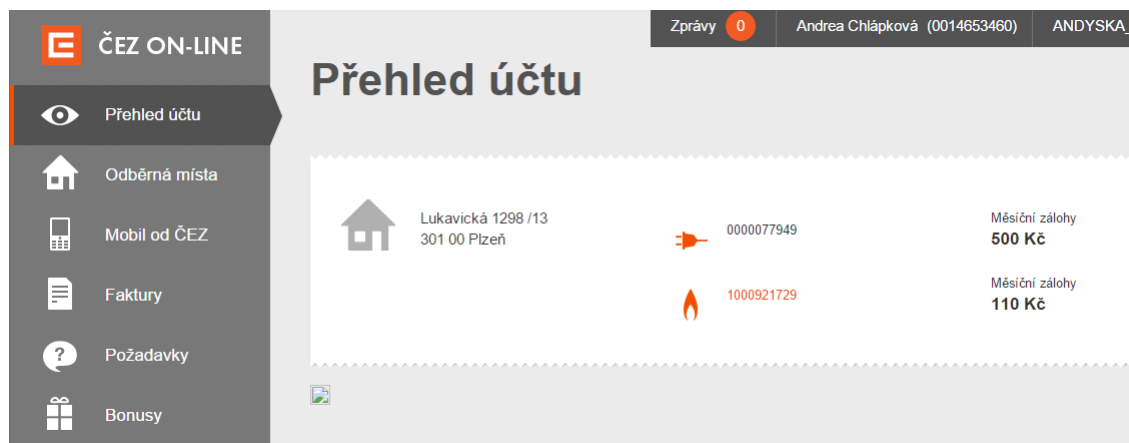 ČEZ ON-LINE
Zprávy 0 Andrea Chlápková (0014653460) ANDYSKA_
Přehled účtu
Přehled účtu
Odběrná místa
Mobil od ČEZ
Faktury
? Požadavky
Bonusy
Lukavická 1298 /13
301 00 Plzeň
0000077949
Měsíční zálohy
500 Kč
1000921729
Měsíční zálohy
110 Kč